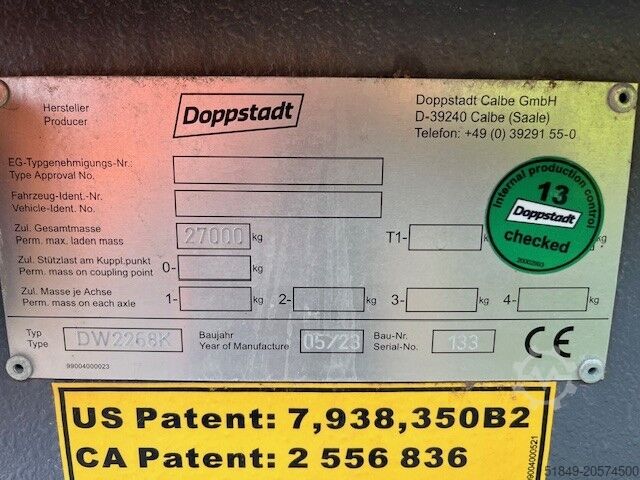 Hersteller
Producer
Doppstadt
Doppstadt Calbe GmbH
D-39240 Calbe (Saale)
Telefon: +49 (0) 39291 55-0
EG-Typgenehmigungs-Nr.:
Type Approval No.
Fahrzeug-Ident.-Nr.
Vehicle-Ident. No.
Internal production control
13
Doppstadt
checked
Zul. Gesamtmasse
Perm. max. laden mass
27000 kg
T1-
Zul. Stützlast am Kuppl.punkt
Perm. mass on coupling point
0- kg
Zul. Masse je Achse
Perm. mass on each axle
1- kg 2- kg 3- kg 4- kg
Typ
Type
DW2268K
Baujahr
Year of Manufacture
05/23
Bau-Nr.
Serial-No.
133
CE
99004000023
US Patent: 7,938,350B2
CA Patent: 2 556 836
99004000521
51849-20574500